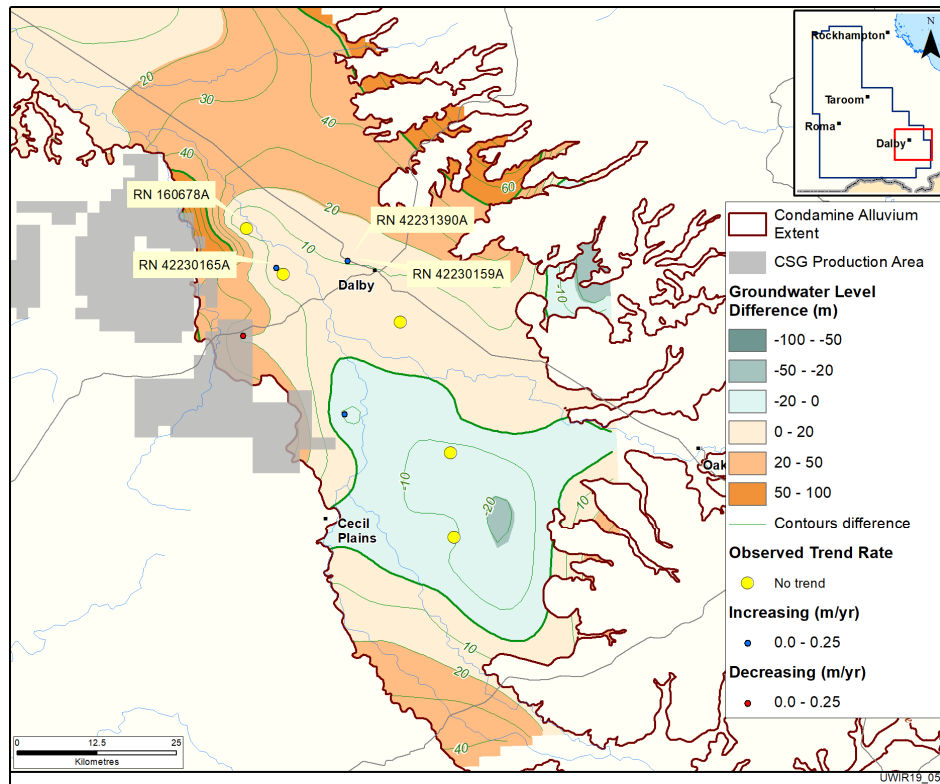 20
30
40
40
60
20
10
-10
RN 160678A
RN 42231390A
RN 42230165A
RN 42230159A
Dalby
-10
-20
10
Cecil
Plains
10
20
40
Oak
0 12.5 25
Kilometres
N
Rockhampton
Taroom
Roma
Dalby
Condamine Alluvium
Extent
CSG Production Area
Groundwater Level
Difference (m)
-100 - -50
-50 - -20
-20 - 0
0 - 20
20 - 50
50 - 100
Contours difference
Observed Trend Rate
No trend
Increasing (m/yr)
0.0 - 0.25
Decreasing (m/yr)
0.0 - 0.25
UWIR19_05